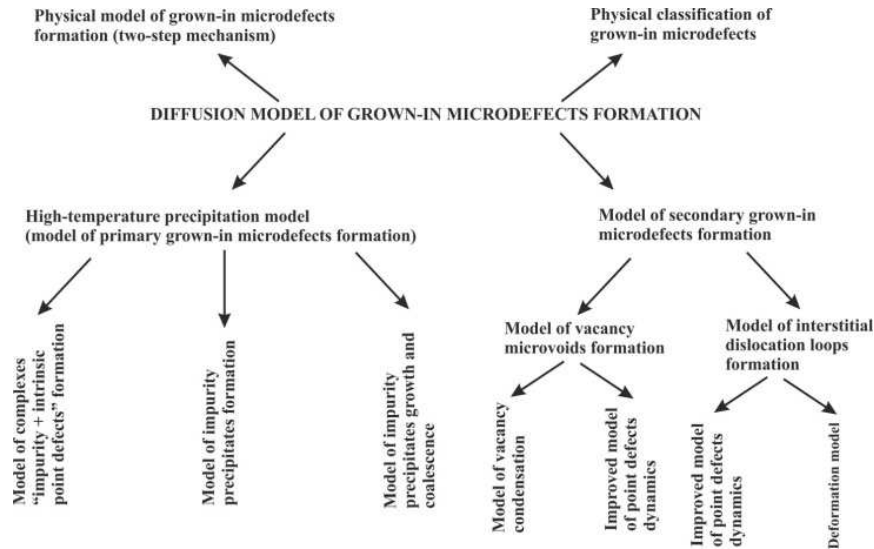 Physical model of grown-in microdefects
formation (two-step mechanism)
Physical classification of
grown-in microdefects
DIFFUSION MODEL OF GROWN-IN MICRODEFECTS FORMATION
High-temperature precipitation model
(model of primary grown-in microdefects formation)
Model of secondary grown-in
microdefects formation
Model of complexes
“impurity + intrinsic
point defects” formation
Model of impurity
precipitates formation
Model of impurity
precipitates growth and
coalescence
Model of vacancy
microvoids formation
Model of interstitial
dislocation loops
formation
Model of vacancy
condensation
Improved model
of point defects
dynamics
Improved model
of point defects
dynamics
Deformation model